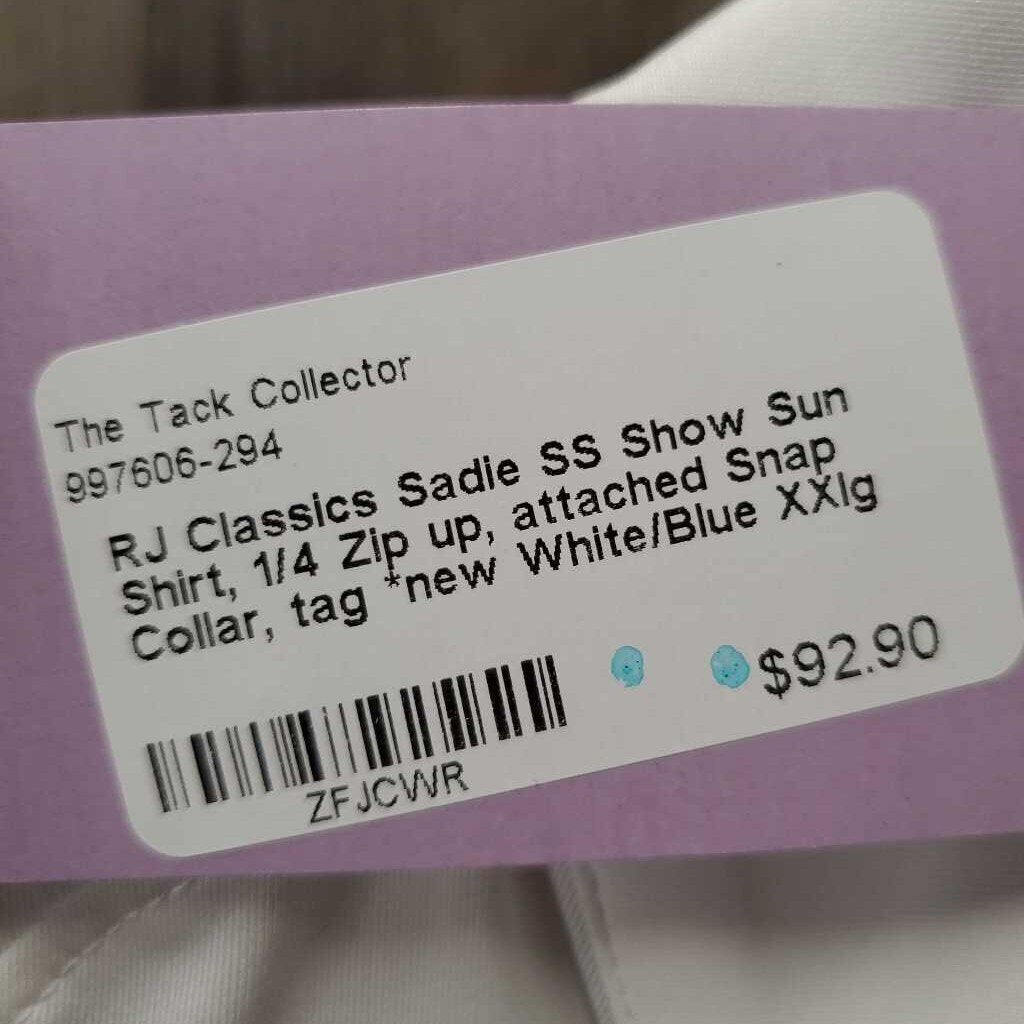 The Tack Collector
997606-294
RJ Classics Sadie SS Show Sun
Shirt, 1/4 Zip up, attached Snap
Collar, tag *new White/Blue XXlg
$92.90
ZFJCWR